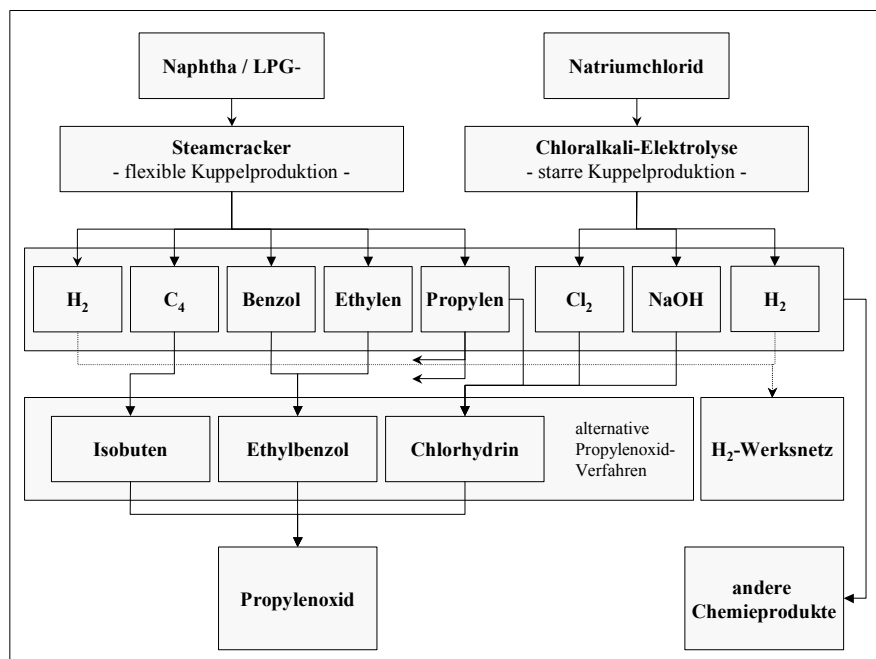 Naphtha / LPG-
Natriumchlorid
Steamcracker
- flexible Kuppelproduktion -
Chloralkali-Elektrolyse
- starre Kuppelproduktion -
H₂
C₄
Benzol
Ethylen
Propylen
Cl₂
NaOH
H₂
Isobuten
Ethylbenzol
Chlorhydrin
alternative
Propylenoxid-
Verfahren
H₂-Werksnetz
Propylenoxid
andere
Chemieprodukte